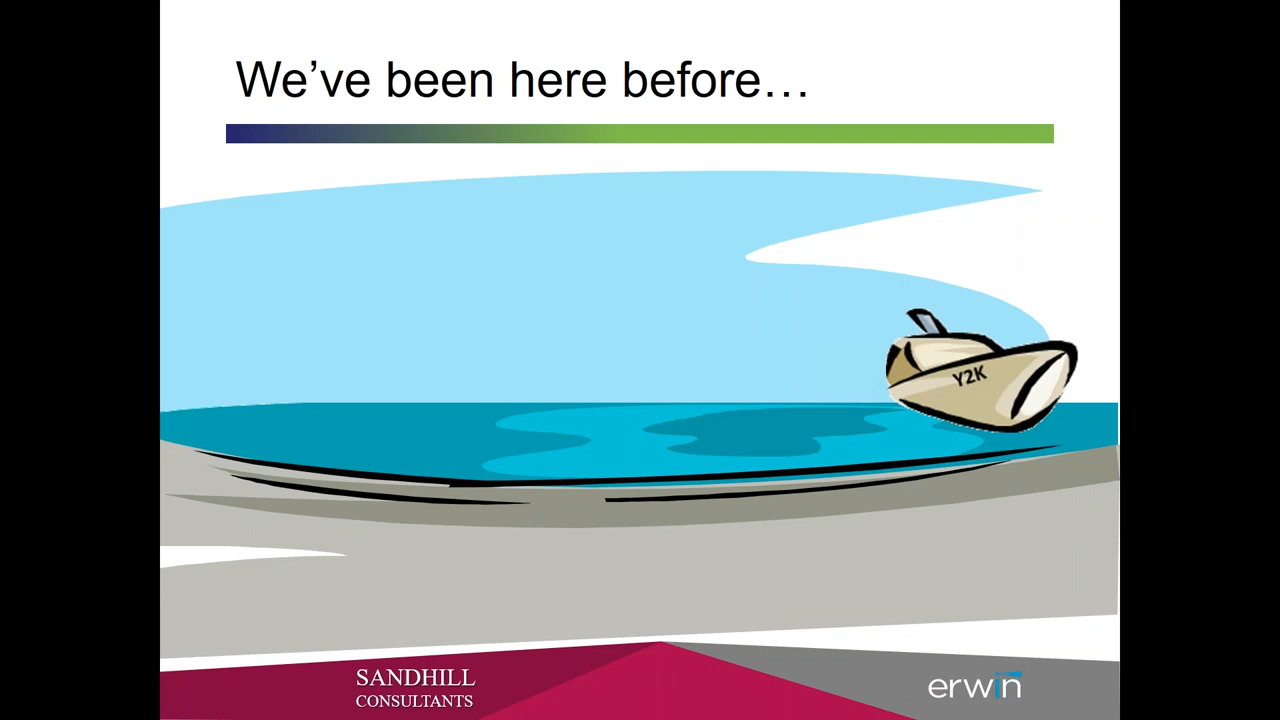 We’ve been here before…
Y2K
SANDHILL
CONSULTANTS
erwin